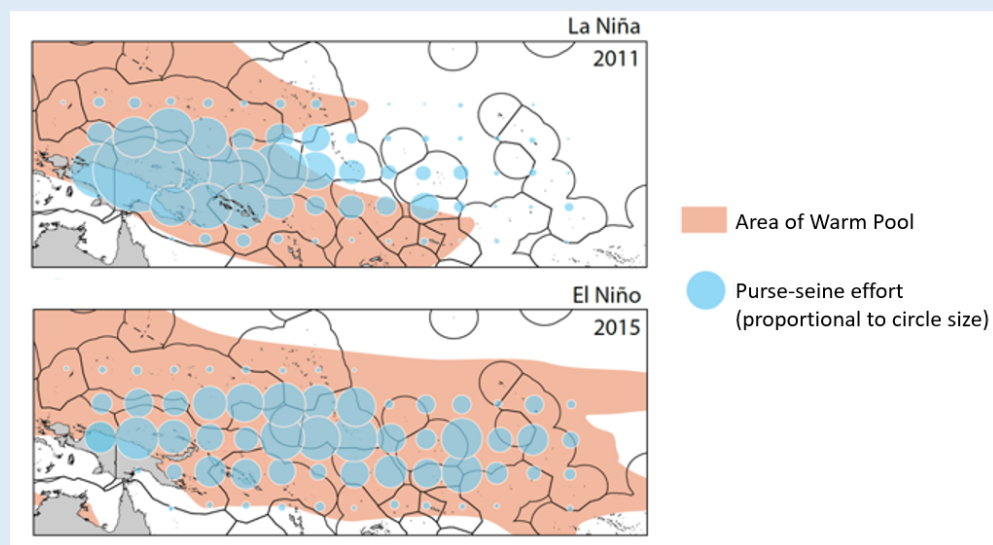 La Niña
2011
Area of Warm Pool
Purse-seine effort
(proportional to circle size)
El Niño
2015